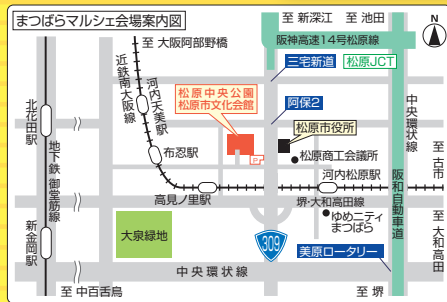 まつばらマルシェ会場案内図
至 新深江
至 池田
N
至 大阪阿部野橋
阪神高速14号松原線
近鉄南大阪線
河内天美駅
三宅新道
松原JCT
松原中央公園
松原市文化会館
阿保2
中央環状線
北花田駅
地下鉄 御堂筋線
布忍駅
P
松原市役所
松原商工会議所
至 古市
河内松原駅
高見ノ里駅
堺・大和高田線
阪和自動車道
ゆめニティ
まつばら
至 大和高田
新金岡駅
大泉緑地
309
美原ロータリー
中央環状線
至 中百舌鳥
至 堺